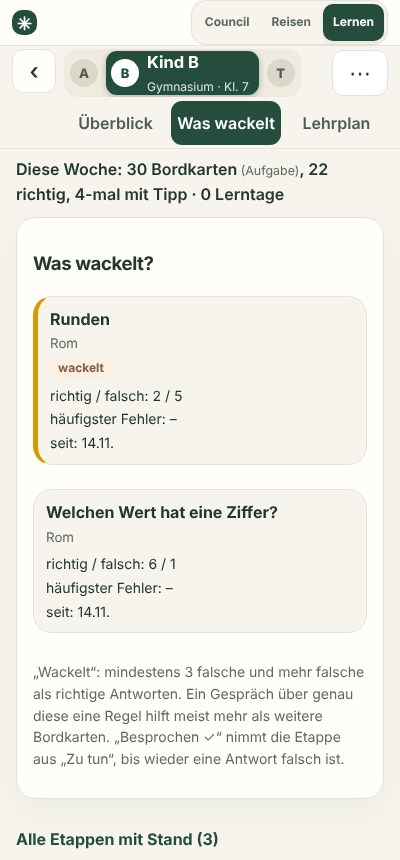 Council Reisen Lernen
‹ A B Kind B T ...
Gymnasium · Kl. 7
Überblick Was wackelt Lehrplan
Diese Woche: 30 Bordkarten (Aufgabe), 22
richtig, 4-mal mit Tipp · 0 Lerntage
Was wackelt?
Runden
Rom
wackelt
richtig / falsch: 2 / 5
häufigster Fehler: –
seit: 14.11.
Welchen Wert hat eine Ziffer?
Rom
richtig / falsch: 6 / 1
häufigster Fehler: –
seit: 14.11.
„Wackelt“: mindestens 3 falsche und mehr falsche
als richtige Antworten. Ein Gespräch über genau
diese eine Regel hilft meist mehr als weitere
Bordkarten. „Besprochen ✓“ nimmt die Etappe
aus „Zu tun“, bis wieder eine Antwort falsch ist.
Alle Etappen mit Stand (3)